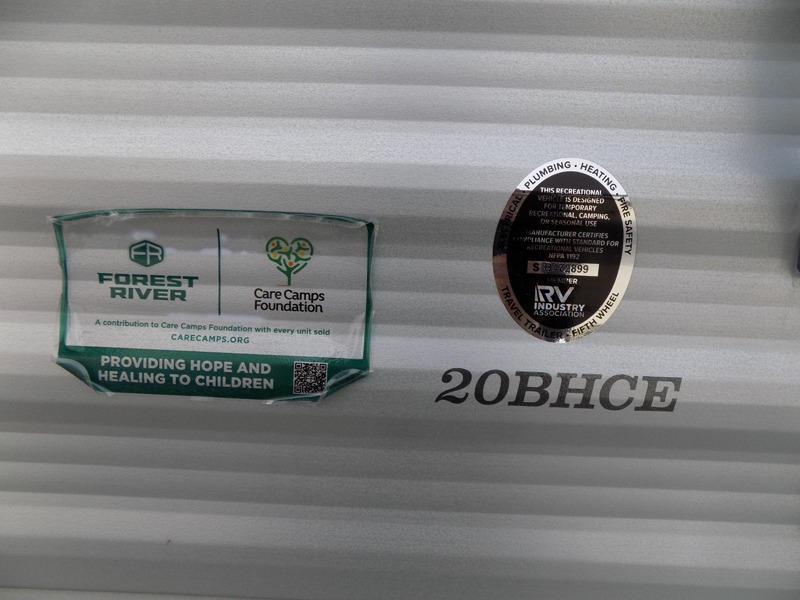 FR
FOREST
RIVER
Care Camps
Foundation
A contribution to Care Camps Foundation with every unit sold
CARECAMPS.ORG
PROVIDING HOPE AND
HEALING TO CHILDREN
PLUMBING • HEATING • FIRE SAFETY
THIS RECREATIONAL
VEHICLE IS DESIGNED
FOR TEMPORARY
RECREATIONAL, CAMPING,
OR SEASONAL USE
MANUFACTURER CERTIFIES
COMPLIANCE WITH STANDARD FOR
RECREATIONAL VEHICLES
NFPA 1192
MEMBER
RV
INDUSTRY
ASSOCIATION
TRAVEL TRAILER • FIFTH WHEEL
20BHCE